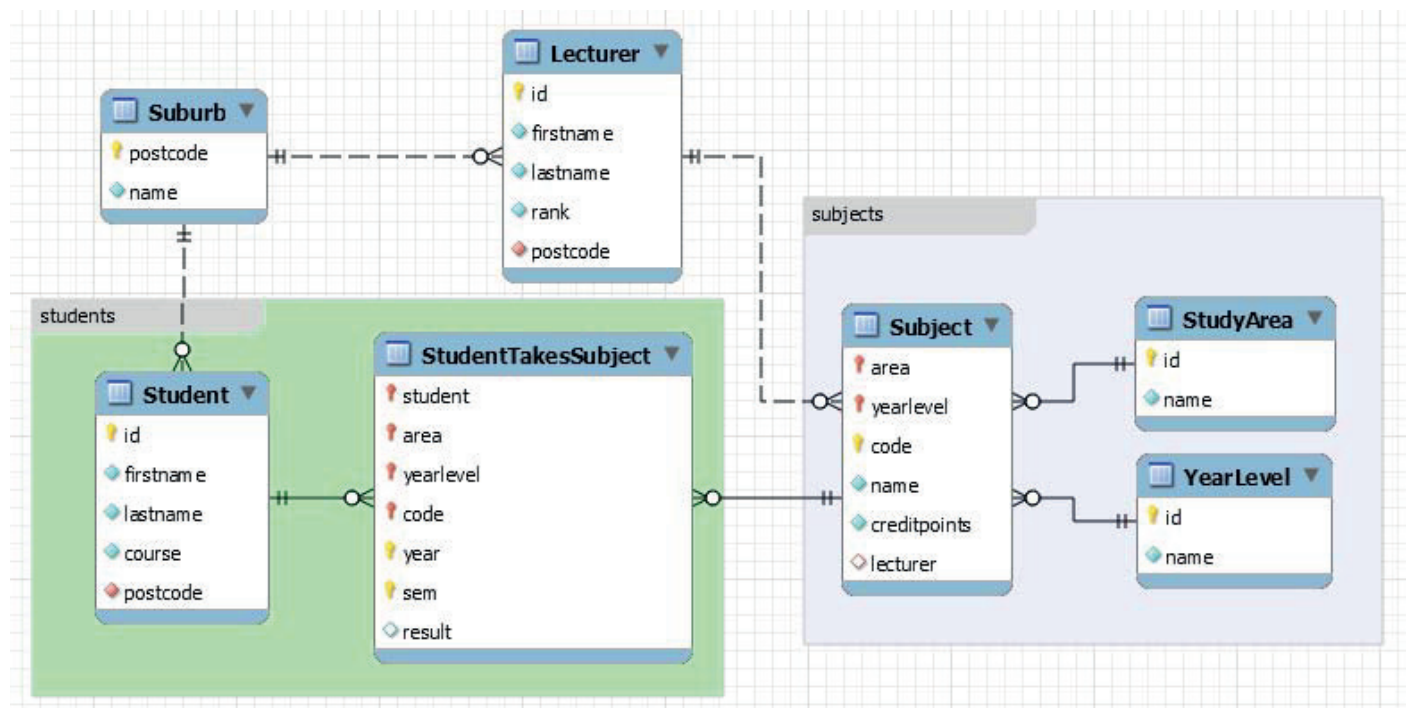 Lecturer
id
firstname
lastname
rank
postcode
Suburb
postcode
name
subjects
students
Student
id
firstname
lastname
course
postcode
StudentTakesSubject
student
area
yearlevel
code
year
sem
result
Subject
area
yearlevel
code
name
creditpoints
lecturer
StudyArea
id
name
YearLevel
id
name